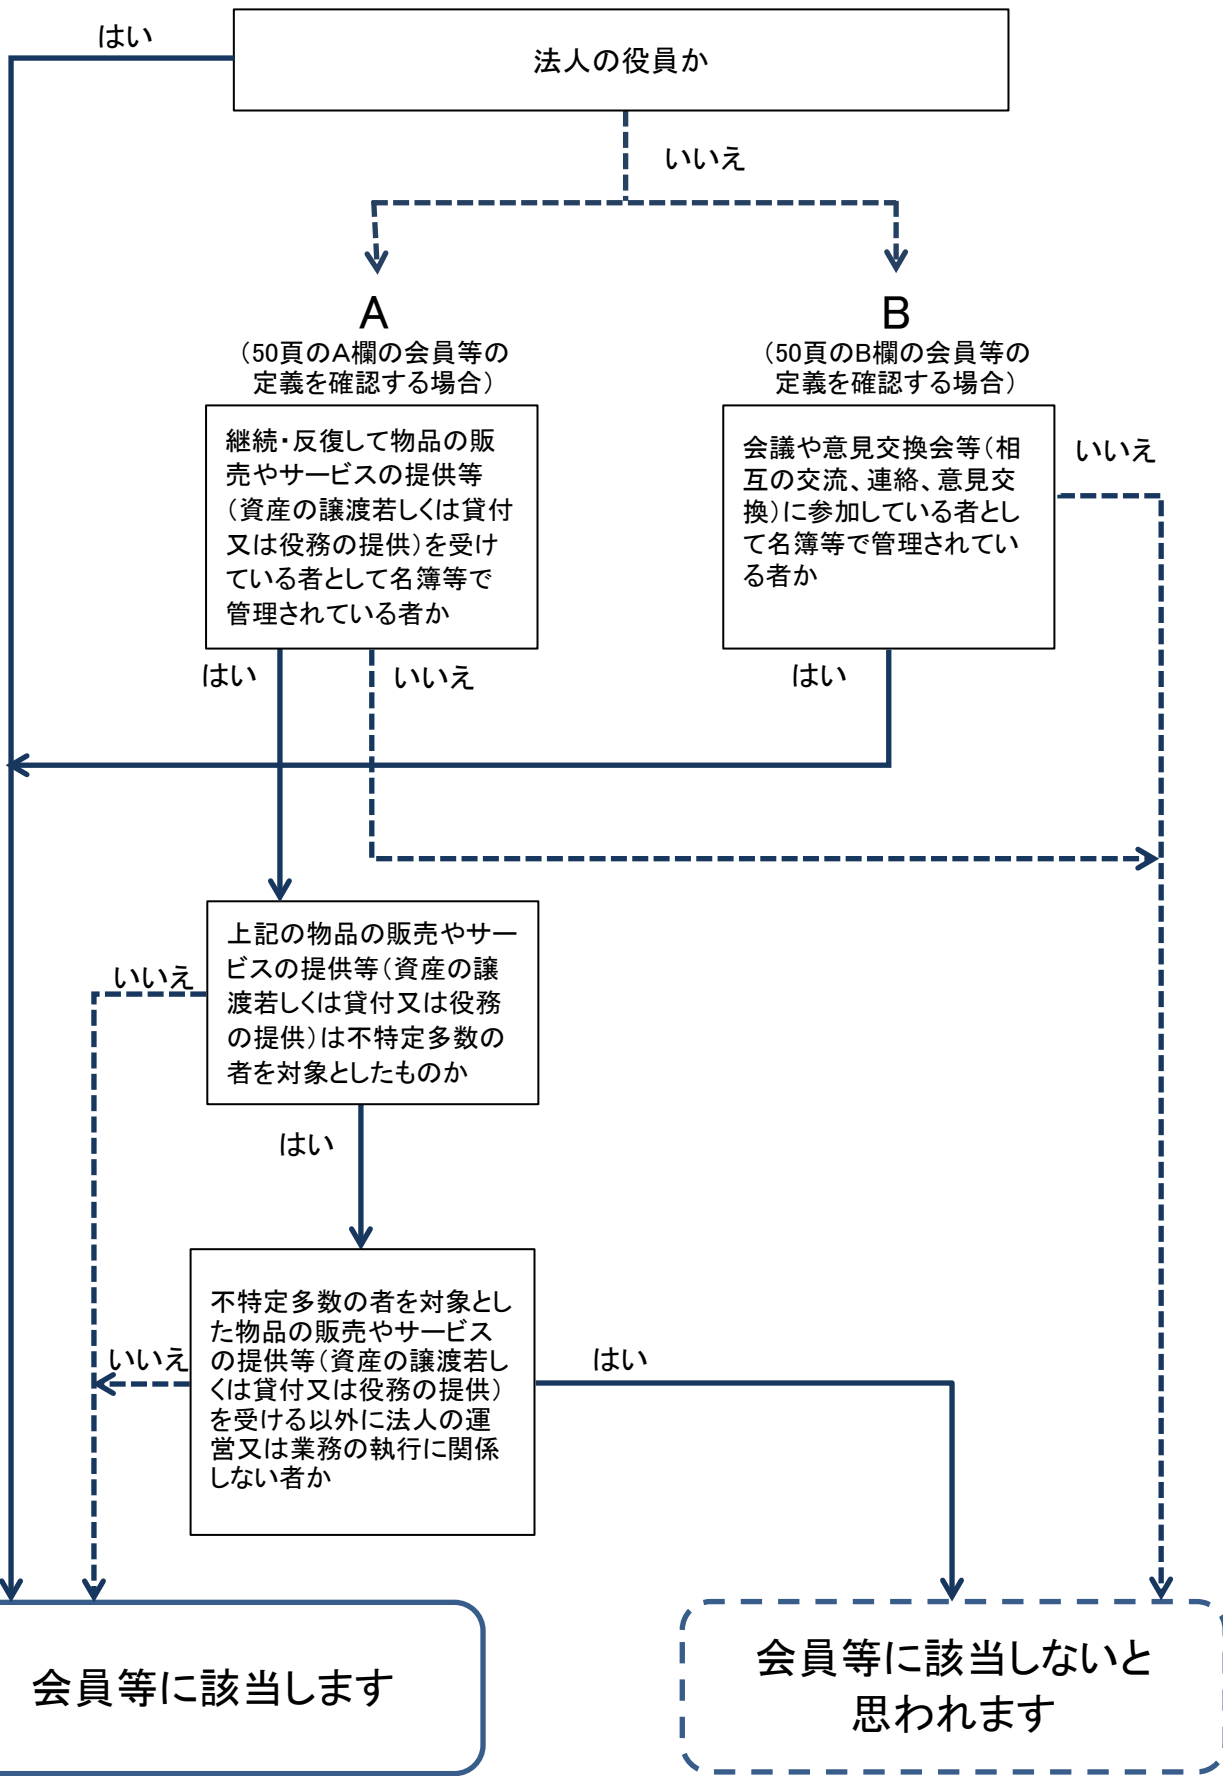 はい
法人の役員か
いいえ
A
（50頁のA欄の会員等の
定義を確認する場合）
B
（50頁のB欄の会員等の
定義を確認する場合）
継続・反復して物品の販
売やサービスの提供等
（資産の譲渡若しくは貸付
又は役務の提供）を受け
ている者として名簿等で
管理されている者か
会議や意見交換会等（相
互の交流、連絡、意見交
換）に参加している者とし
て名簿等で管理されてい
る者か
いいえ
はい
いいえ
はい
上記の物品の販売やサー
ビスの提供等（資産の譲
渡若しくは貸付又は役務
の提供）は不特定多数の
者を対象としたものか
いいえ
はい
不特定多数の者を対象とし
た物品の販売やサービス
の提供等（資産の譲渡若し
くは貸付又は役務の提供）
を受ける以外に法人の運
営又は業務の執行に関係
しない者か
いいえ
はい
会員等に該当します
会員等に該当しないと
思われます